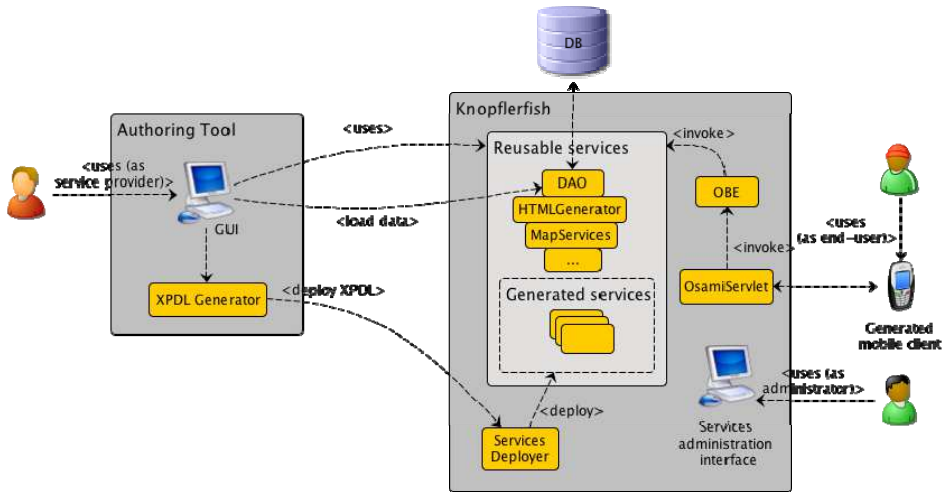 DB
Knopflerfish
Authoring Tool
<uses>
<invoke>
Reusable services
<uses (as
service provider)>
DAO
OBE
HTMLGenerator
GUI
<load data>
MapServices
<uses
(as end-user)>
<invoke>
...
XPDL Generator
<deploy XPDL>
Generated services
OsamiServlet
Generated
mobile client
<uses (as
administrator)>
<deploy>
Services
Deployer
Services
administration
interface